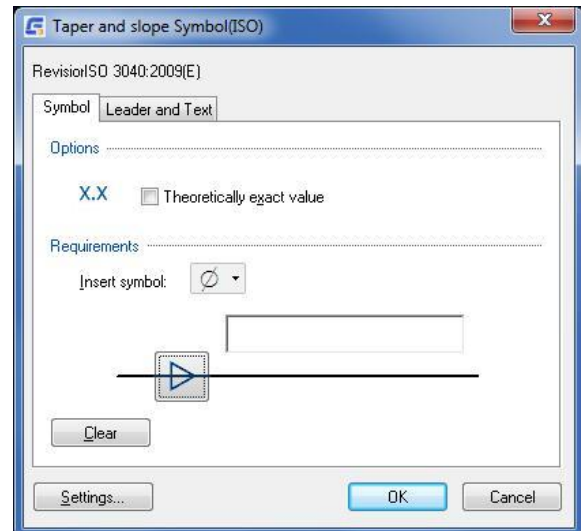 Taper and slope Symbol(ISO)
RevisiorISO 3040:2009(E)
Symbol Leader and Text
Options
X.X Theoretically exact value
Requirements
Insert symbol: Ø
Clear
Settings... OK Cancel